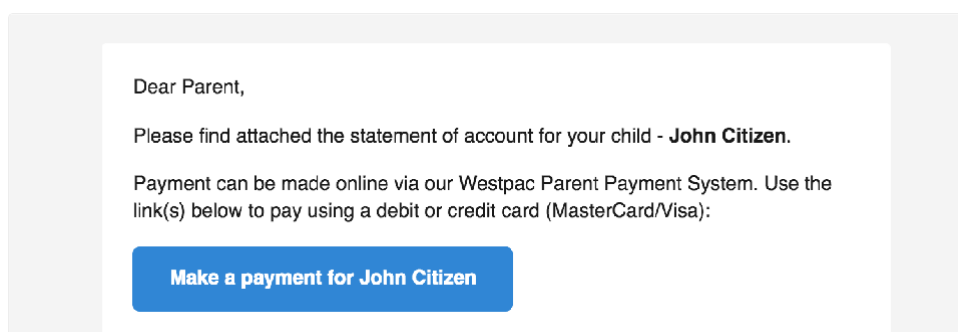 Dear Parent,
Please find attached the statement of account for your child - John Citizen.
Payment can be made online via our Westpac Parent Payment System. Use the
link(s) below to pay using a debit or credit card (MasterCard/Visa):
Make a payment for John Citizen